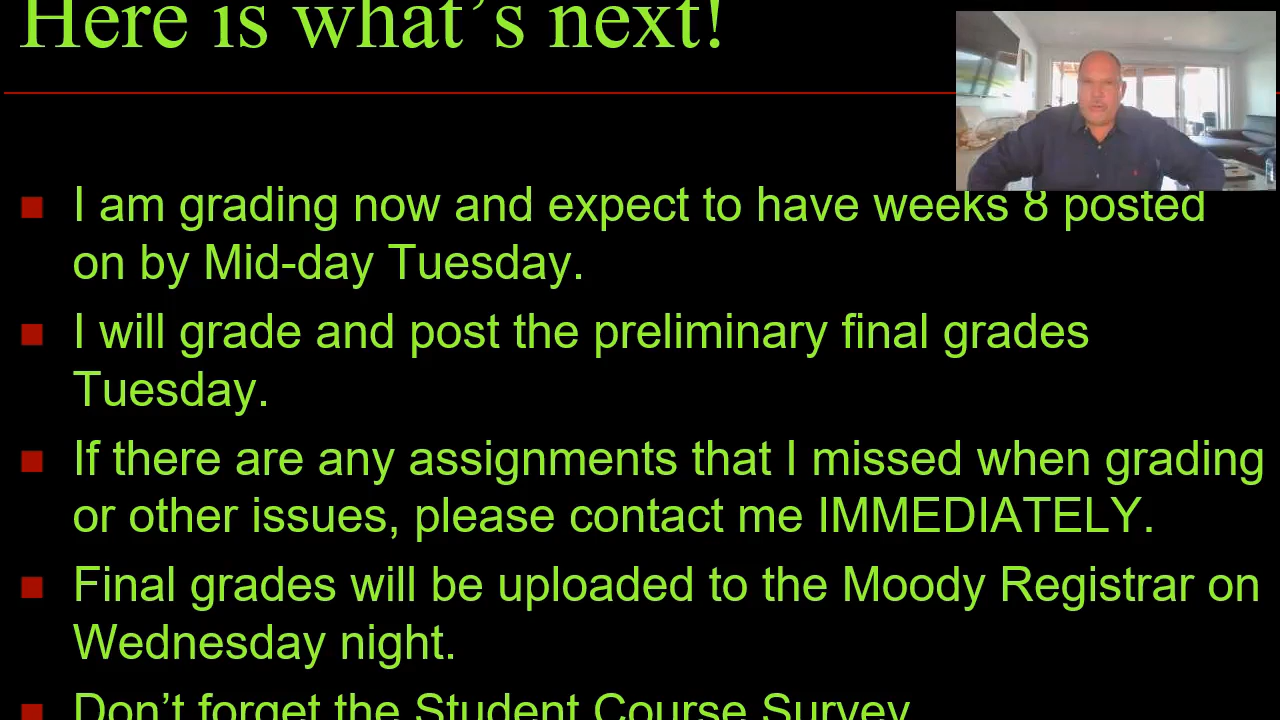 Here is what’s next!
I am grading now and expect to have weeks 8 posted
on by Mid-day Tuesday.
I will grade and post the preliminary final grades
Tuesday.
If there are any assignments that I missed when grading
or other issues, please contact me IMMEDIATELY.
Final grades will be uploaded to the Moody Registrar on
Wednesday night.
Don’t forget the Student Course Survey